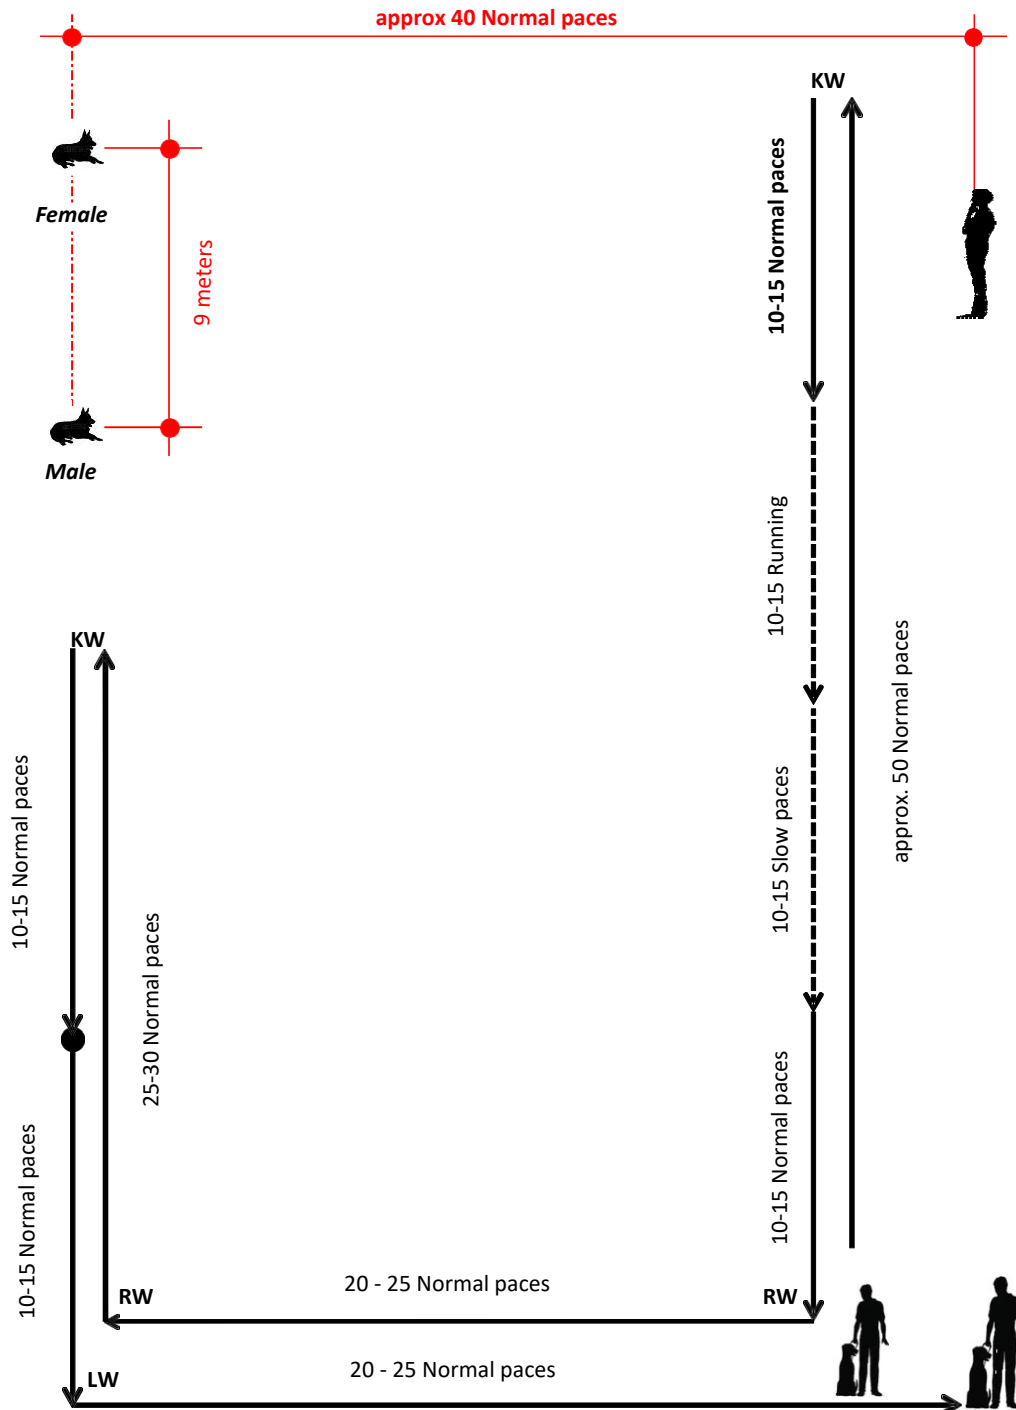 approx 40 Normal paces
KW
Female
10-15 Normal paces
9 meters
Male
10-15 Running
KW
approx. 50 Normal paces
10-15 Normal paces
10-15 Slow paces
25-30 Normal paces
10-15 Normal paces
10-15 Normal paces
20 - 25 Normal paces
RW
RW
20 - 25 Normal paces
LW